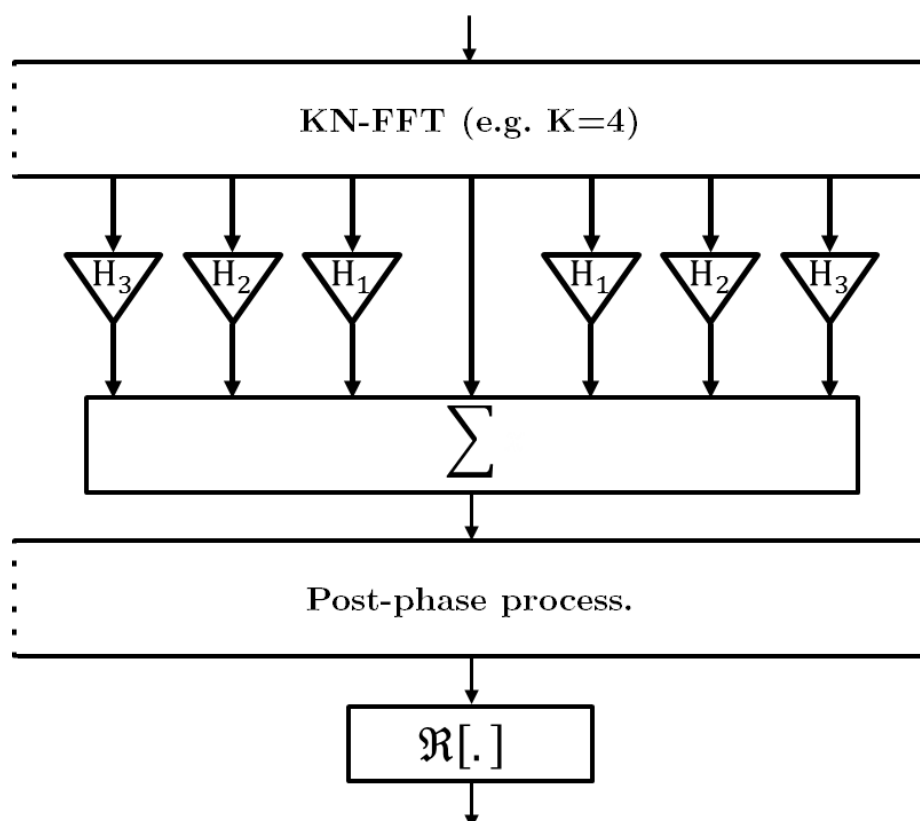 KN-FFT (e.g. K=4)
H₃ H₂ H₁ H₁ H₂ H₃
∑
Post-phase process.
ℜ[.]